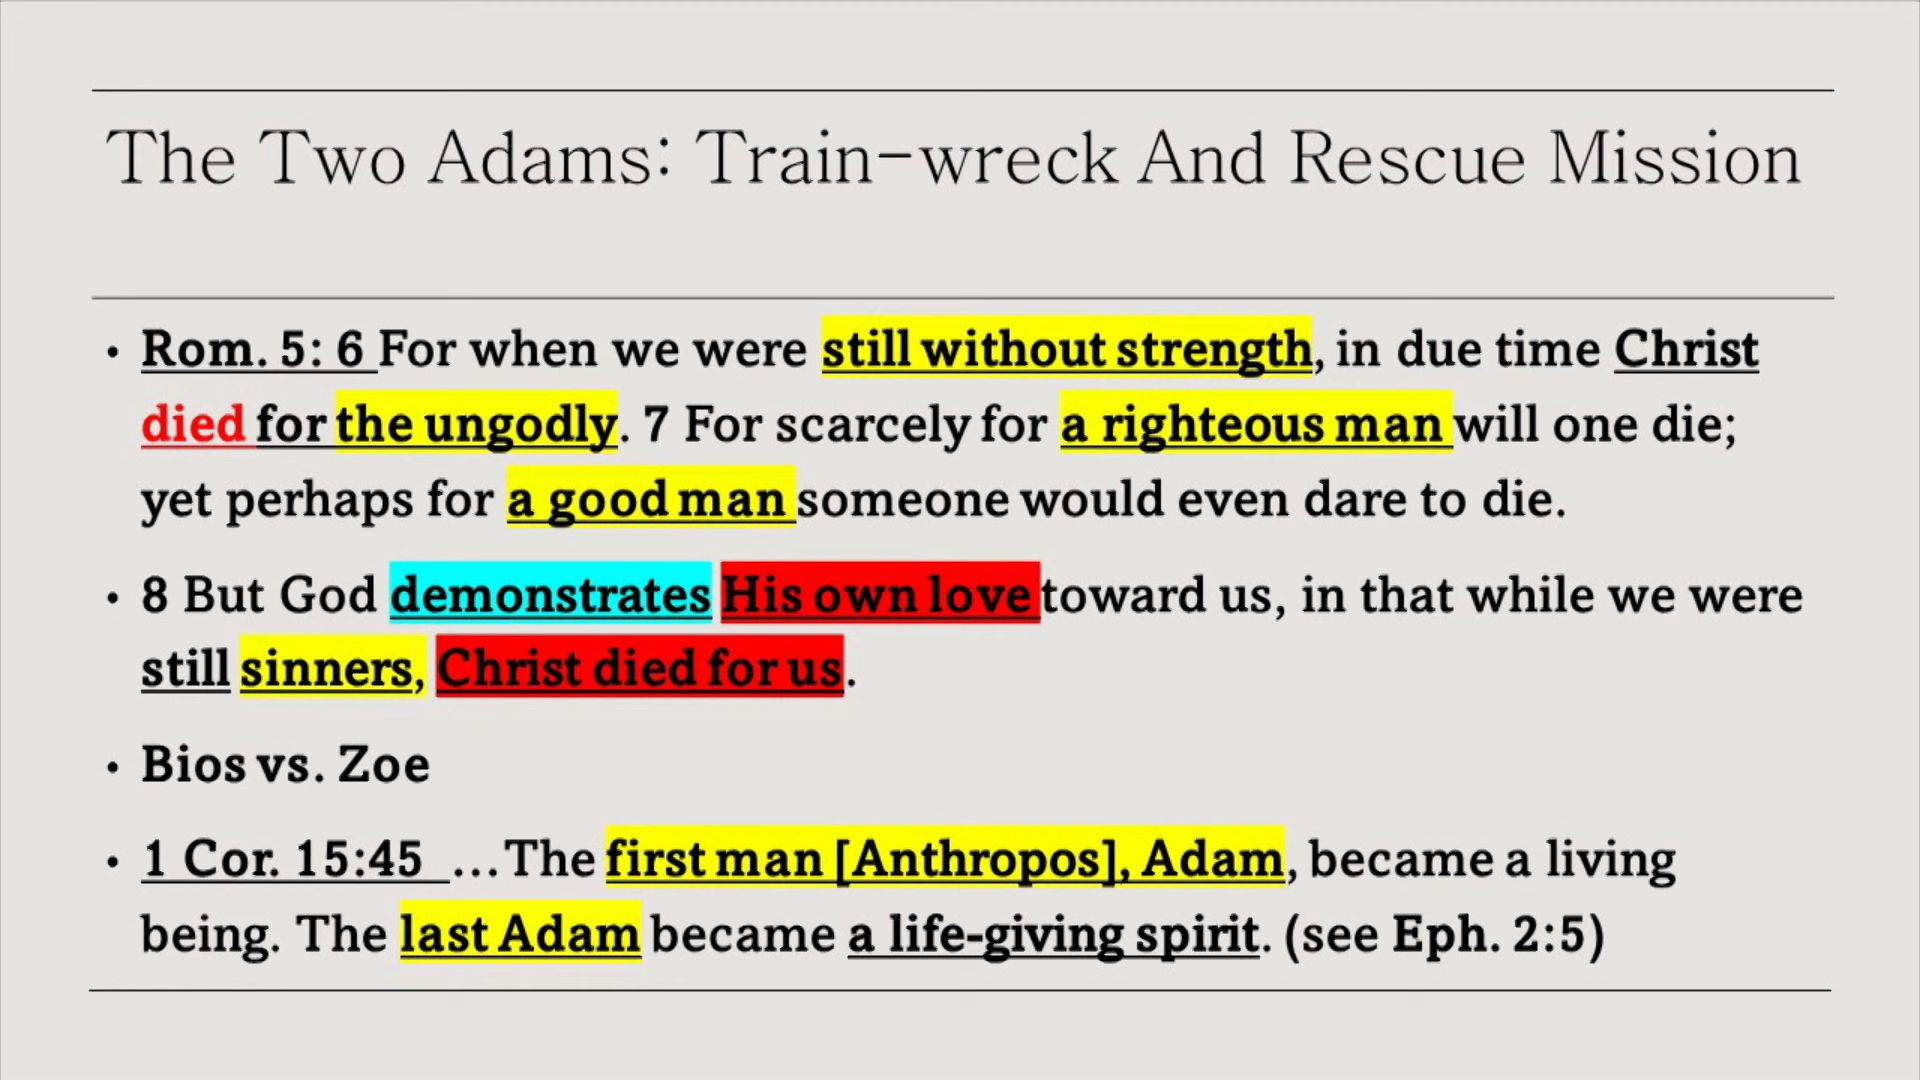 The Two Adams: Train-wreck And Rescue Mission
• Rom. 5: 6 For when we were still without strength, in due time Christ
died for the ungodly. 7 For scarcely for a righteous man will one die;
yet perhaps for a good man someone would even dare to die.
• 8 But God demonstrates His own love toward us, in that while we were
still sinners, Christ died for us.
• Bios vs. Zoe
• 1 Cor. 15:45 …The first man [Anthropos], Adam, became a living
being. The last Adam became a life-giving spirit. (see Eph. 2:5)